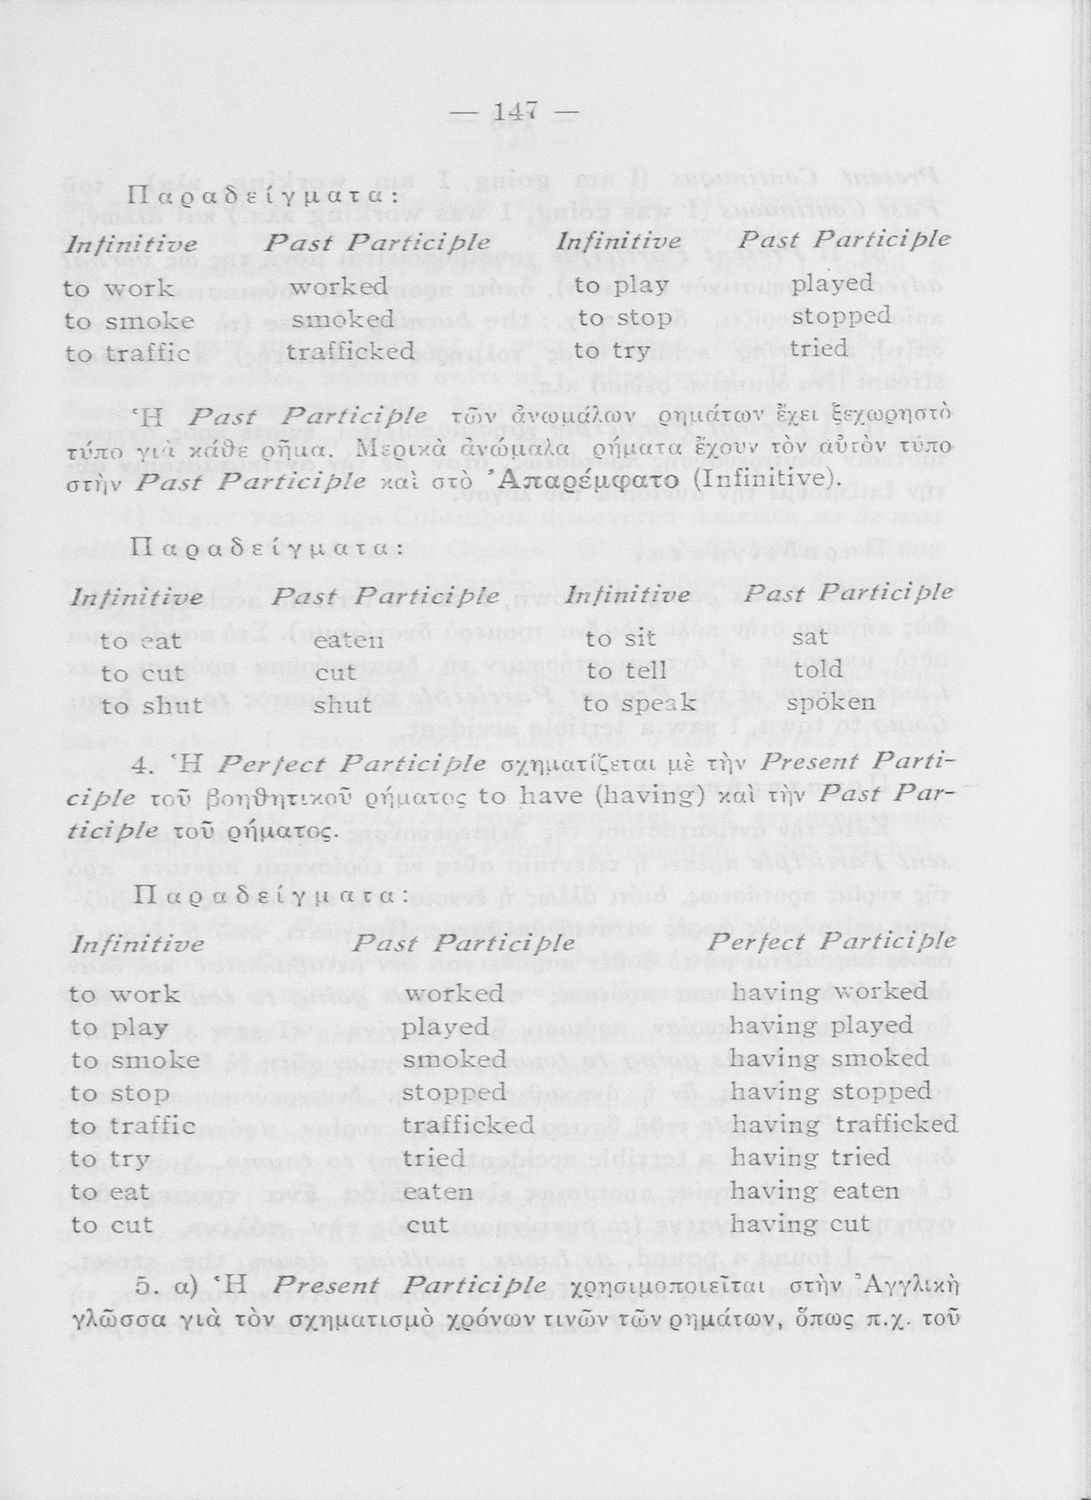 — 147 —
Παραδείγματα:
Infinitive Past Participle Infinitive Past Participle
to work worked to play played
to smoke smoked to stop stopped
to traffic trafficked to try tried
Ἡ Past Participle τῶν ἀνωμάλων ρημάτων ἔχει ξεχωρηστὸ
τύπο γιὰ κάθε ρῆμα. Μερικὰ ἀνώμαλα ρήματα ἔχουν τὸν αὐτὸν τύπο
στὴν Past Participle καὶ στὸ Ἀπαρέμφατο (Infinitive).
Παραδείγματα:
Infinitive Past Participle Infinitive Past Participle
to eat eaten to sit sat
to cut cut to tell told
to shut shut to speak spoken
4. Ἡ Perfect Participle σχηματίζεται μὲ τὴν Present Parti-
ciple τοῦ βοηθητικοῦ ρήματος to have (having) καὶ τὴν Past Par-
ticiple τοῦ ρήματος.
Παραδείγματα:
Infinitive Past Participle Perfect Participle
to work worked having worked
to play played having played
to smoke smoked having smoked
to stop stopped having stopped
to traffic trafficked having trafficked
to try tried having tried
to eat eaten having eaten
to cut cut having cut
5. α) Ἡ Present Participle χρησιμοποιεῖται στὴν Ἀγγλικὴ
γλῶσσα γιὰ τὸν σχηματισμὸ χρόνων τινῶν τῶν ρημάτων, ὅπως π.χ. τοῦ